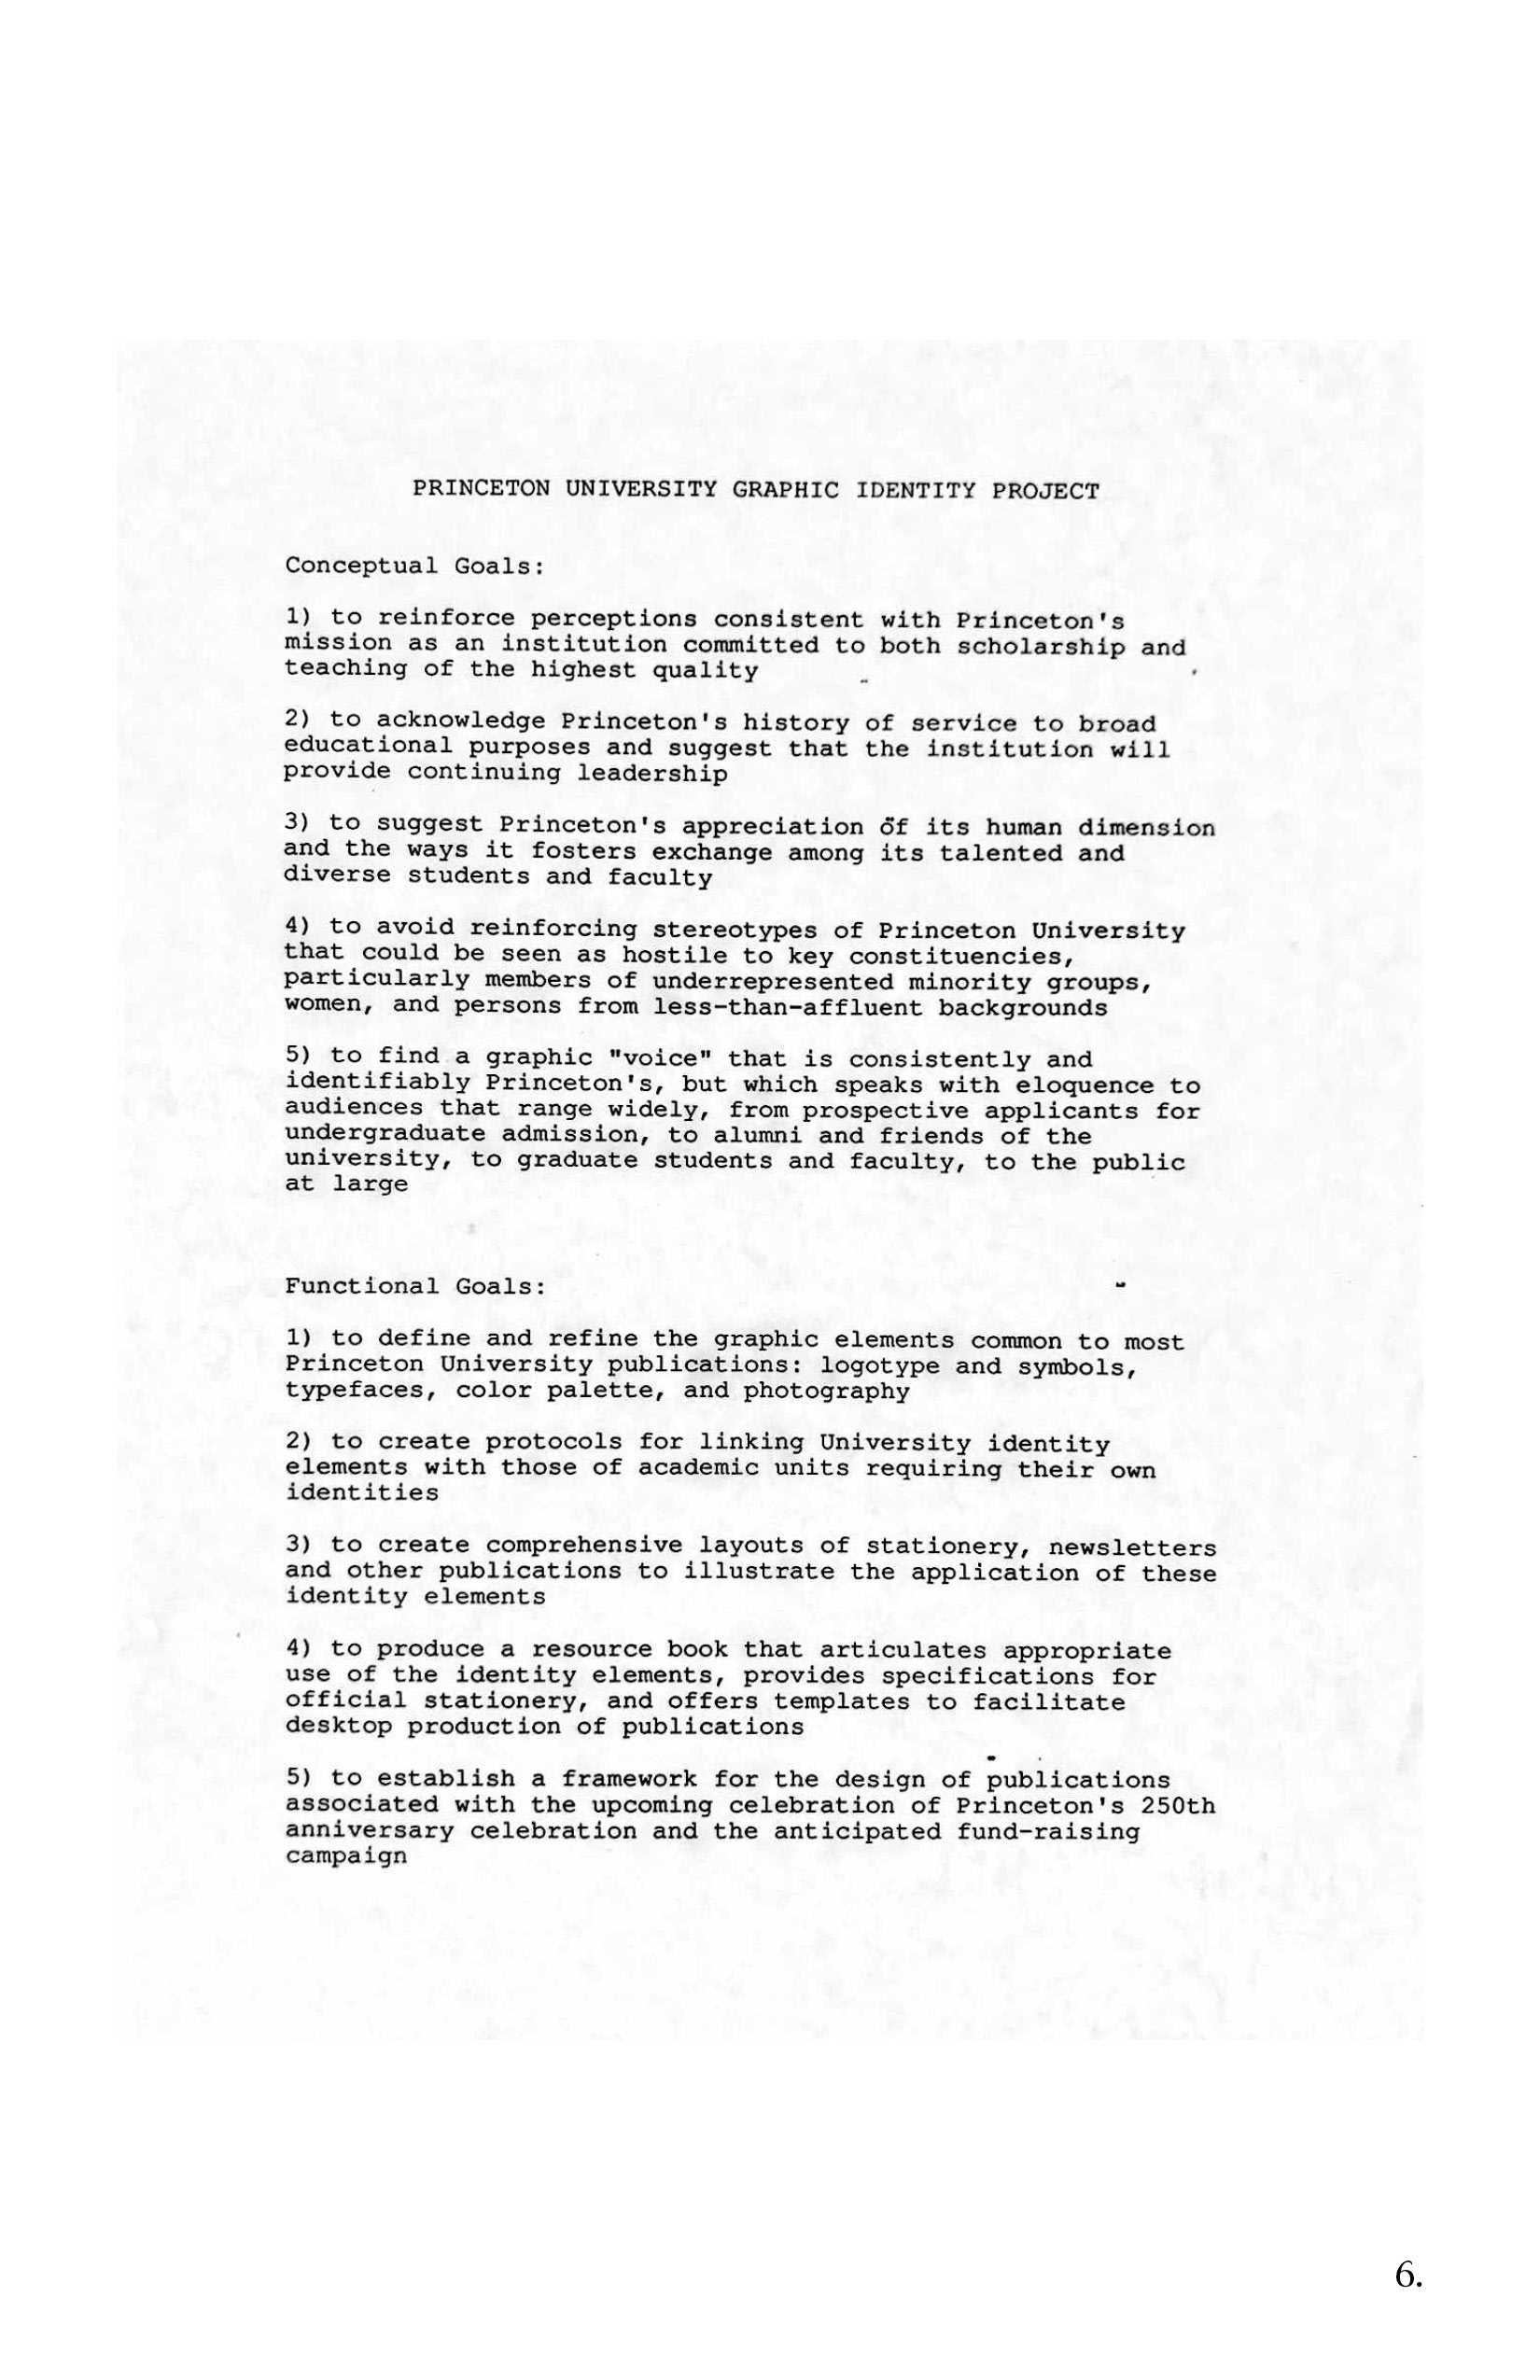 PRINCETON UNIVERSITY GRAPHIC IDENTITY PROJECT
Conceptual Goals:
1) to reinforce perceptions consistent with Princeton's
mission as an institution committed to both scholarship and
teaching of the highest quality
2) to acknowledge Princeton's history of service to broad
educational purposes and suggest that the institution will
provide continuing leadership
3) to suggest Princeton's appreciation of its human dimension
and the ways it fosters exchange among its talented and
diverse students and faculty
4) to avoid reinforcing stereotypes of Princeton University
that could be seen as hostile to key constituencies,
particularly members of underrepresented minority groups,
women, and persons from less-than-affluent backgrounds
5) to find a graphic "voice" that is consistently and
identifiably Princeton's, but which speaks with eloquence to
audiences that range widely, from prospective applicants for
undergraduate admission, to alumni and friends of the
university, to graduate students and faculty, to the public
at large
Functional Goals:
1) to define and refine the graphic elements common to most
Princeton University publications: logotype and symbols,
typefaces, color palette, and photography
2) to create protocols for linking University identity
elements with those of academic units requiring their own
identities
3) to create comprehensive layouts of stationery, newsletters
and other publications to illustrate the application of these
identity elements
4) to produce a resource book that articulates appropriate
use of the identity elements, provides specifications for
official stationery, and offers templates to facilitate
desktop production of publications
5) to establish a framework for the design of publications
associated with the upcoming celebration of Princeton's 250th
anniversary celebration and the anticipated fund-raising
campaign
6.